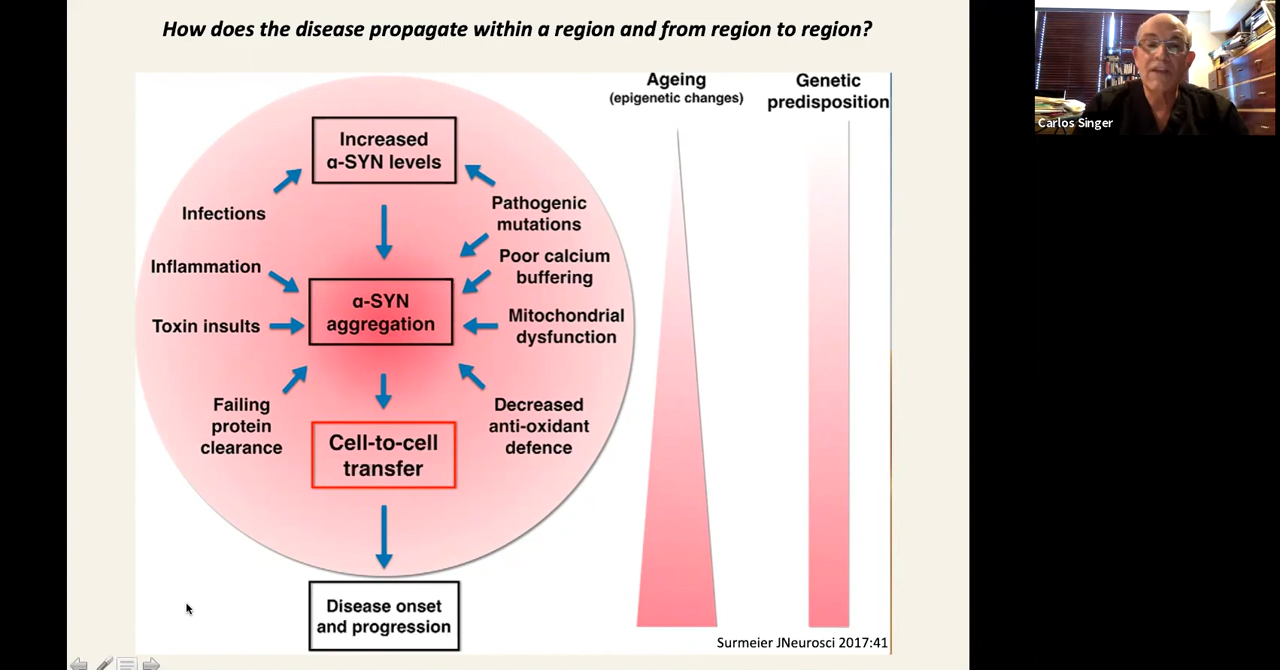 How does the disease propagate within a region and from region to region?
Ageing
(epigenetic changes)
Genetic
predisposition
Increased
α-SYN levels
Infections
Pathogenic
mutations
Inflammation
Poor calcium
buffering
α-SYN
aggregation
Toxin insults
Mitochondrial
dysfunction
Failing
protein
clearance
Decreased
anti-oxidant
defence
Cell-to-cell
transfer
Disease onset
and progression
Surmeier JNeurosci 2017:41
Carlos Singer